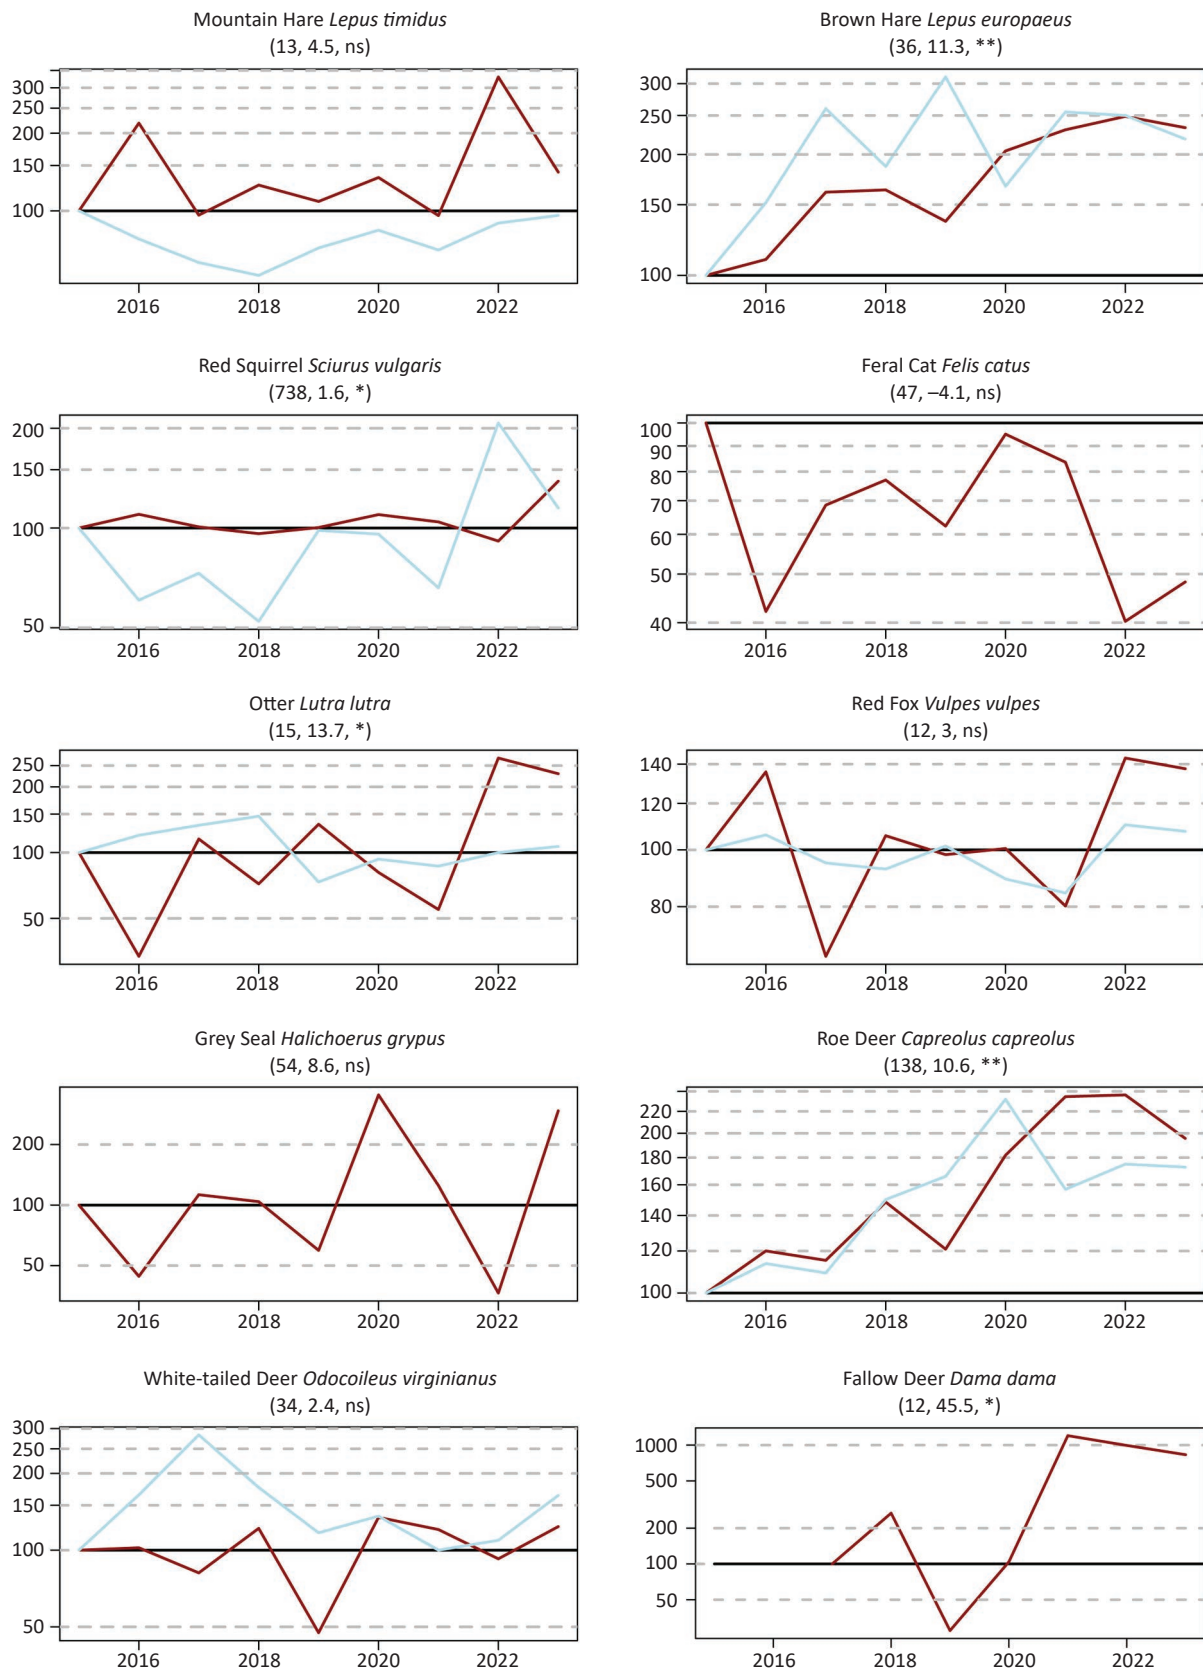 Mountain Hare Lepus timidus
(13, 4.5, ns)
300
250
200
150
100
2016 2018 2020 2022
Brown Hare Lepus europaeus
(36, 11.3, **)
300
250
200
150
100
2016 2018 2020 2022
Red Squirrel Sciurus vulgaris
(738, 1.6, *)
200
150
100
50
2016 2018 2020 2022
Feral Cat Felis catus
(47, –4.1, ns)
100
90
80
70
60
50
40
2016 2018 2020 2022
Otter Lutra lutra
(15, 13.7, *)
250
200
150
100
50
2016 2018 2020 2022
Red Fox Vulpes vulpes
(12, 3, ns)
140
120
100
80
2016 2018 2020 2022
Grey Seal Halichoerus grypus
(54, 8.6, ns)
200
100
50
2016 2018 2020 2022
Roe Deer Capreolus capreolus
(138, 10.6, **)
220
200
180
160
140
120
100
2016 2018 2020 2022
White-tailed Deer Odocoileus virginianus
(34, 2.4, ns)
300
250
200
150
100
50
2016 2018 2020 2022
Fallow Deer Dama dama
(12, 45.5, *)
1000
500
200
100
50
2016 2018 2020 2022